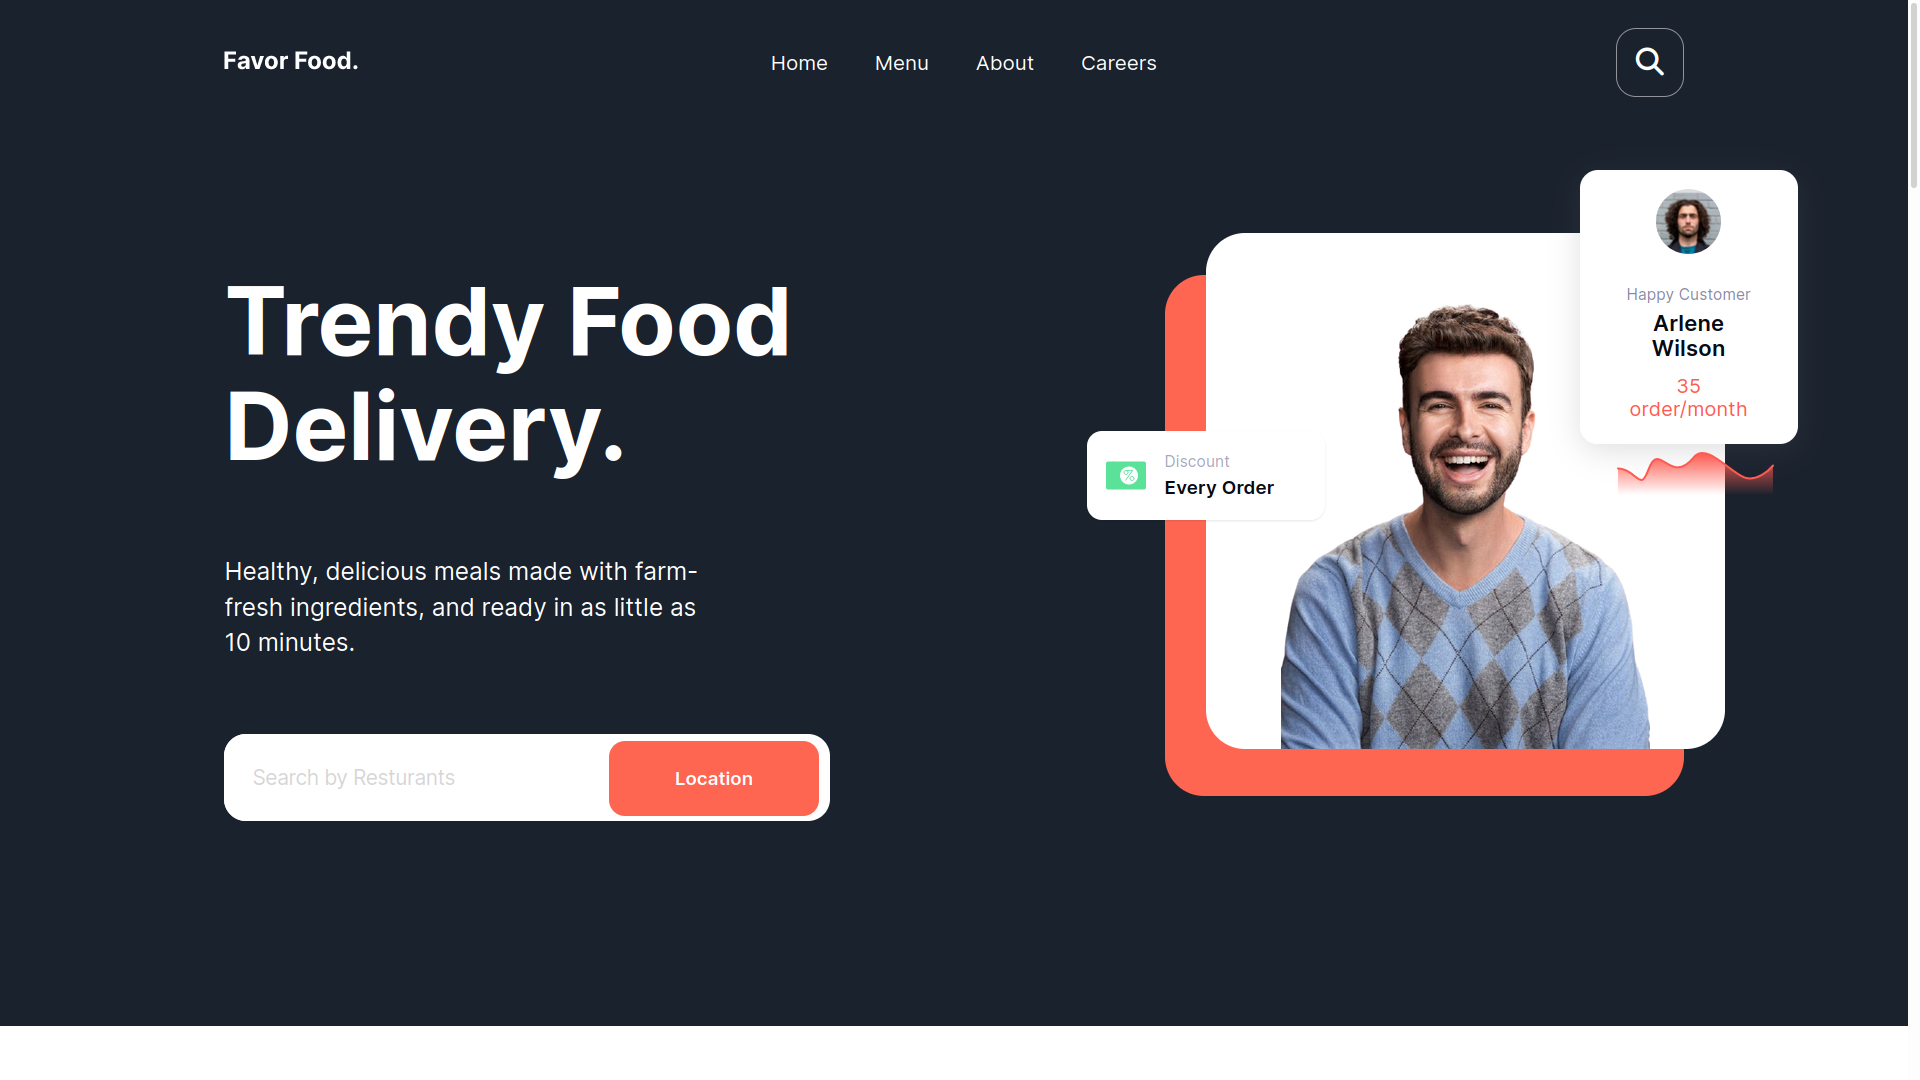 Favor Food.
Home
Menu
About
Careers
Trendy Food
Delivery.
Healthy, delicious meals made with farm-
fresh ingredients, and ready in as little as
10 minutes.
Search by Resturants
Location
Happy Customer
Arlene
Wilson
35
order/month
Discount
Every Order